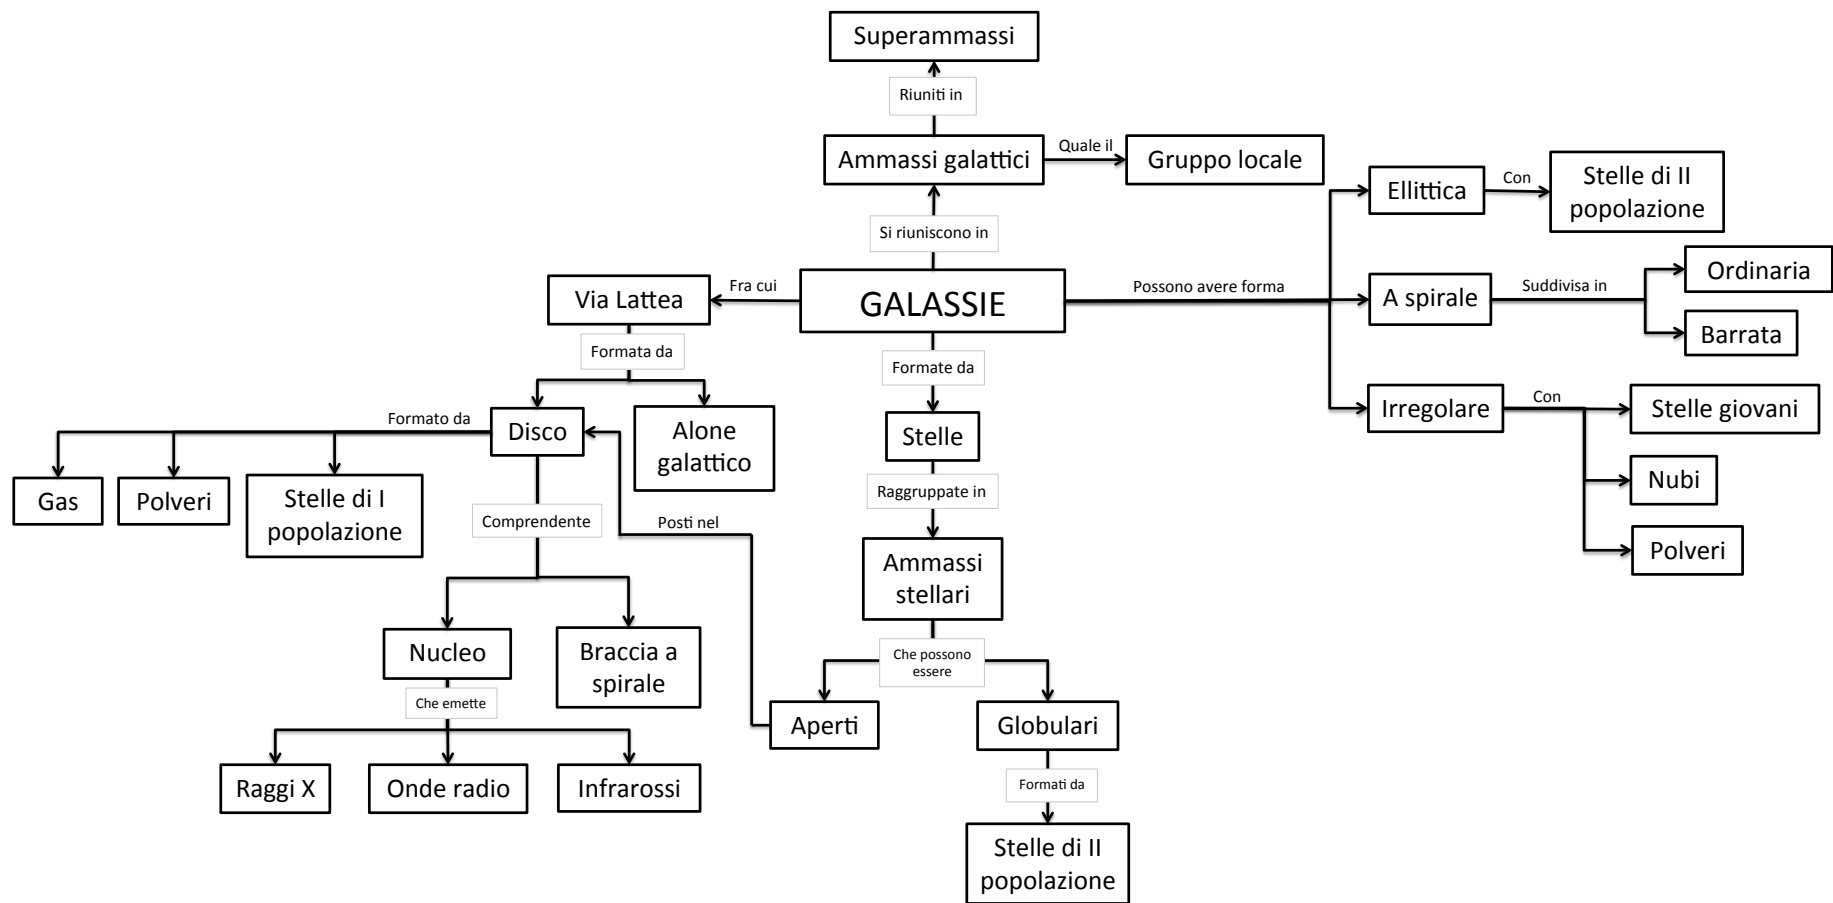 Superammassi
Riuniti in
Ammassi galattici
Quale il
Gruppo locale
Si riuniscono in
Ellittica
Con
Stelle di II
popolazione
Via Lattea
Fra cui
GALASSIE
Possono avere forma
A spirale
Suddivisa in
Ordinaria
Barrata
Formata da
Formate da
Irregolare
Con
Stelle giovani
Nubi
Polveri
Formato da
Disco
Alone
galattico
Stelle
Gas
Polveri
Stelle di I
popolazione
Raggruppate in
Comprendente
Posti nel
Ammassi
stellari
Nucleo
Braccia a
spirale
Che possono
essere
Che emette
Aperti
Globulari
Raggi X
Onde radio
Infrarossi
Formati da
Stelle di II
popolazione